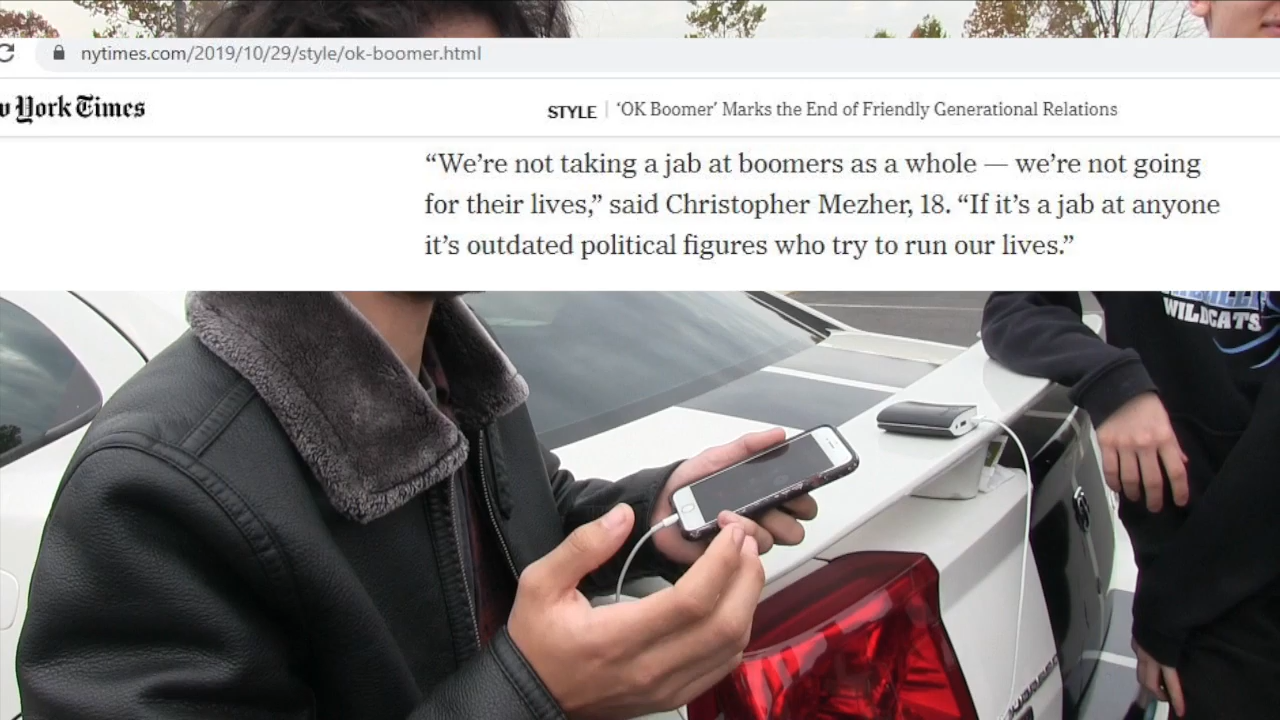 nytimes.com/2019/10/29/style/ok-boomer.html
York Times
STYLE | ‘OK Boomer’ Marks the End of Friendly Generational Relations
“We’re not taking a jab at boomers as a whole — we’re not going
for their lives,” said Christopher Mezher, 18. “If it’s a jab at anyone
it’s outdated political figures who try to run our lives.”
WILDCATS